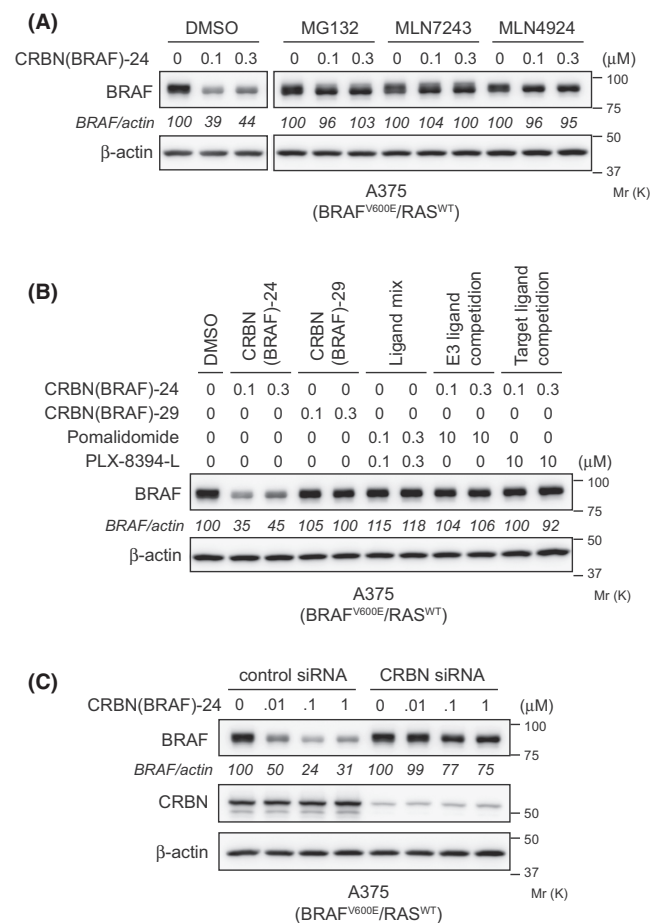 (A)
DMSO MG132 MLN7243 MLN4924
CRBN(BRAF)-24 0 0.1 0.3 0 0.1 0.3 0 0.1 0.3 0 0.1 0.3 (μM)
BRAF 100
75
BRAF/actin 100 39 44 100 96 103 100 104 100 100 96 95
β-actin 50
37
A375 Mr (K)
(BRAFV600E/RASWT)
(B)
DMSO
CRBN
(BRAF)-24
CRBN
(BRAF)-29
Ligand mix
E3 ligand
competidion
Target ligand
competidion
CRBN(BRAF)-24 0 0.1 0.3 0 0 0 0 0.1 0.3 0.1 0.3
CRBN(BRAF)-29 0 0 0 0.1 0.3 0 0 0 0 0 0
Pomalidomide 0 0 0 0 0 0.1 0.3 10 10 0 0
PLX-8394-L 0 0 0 0 0 0.1 0.3 0 0 10 10 (μM)
BRAF 100
75
BRAF/actin 100 35 45 105 100 115 118 104 106 100 92
β-actin 50
37
A375 Mr (K)
(BRAFV600E/RASWT)
(C)
control siRNA CRBN siRNA
CRBN(BRAF)-24 0 .01 .1 1 0 .01 .1 1 (μM)
BRAF 100
75
BRAF/actin 100 50 24 31 100 99 77 75
CRBN 50
β-actin 50
37
A375 Mr (K)
(BRAFV600E/RASWT)